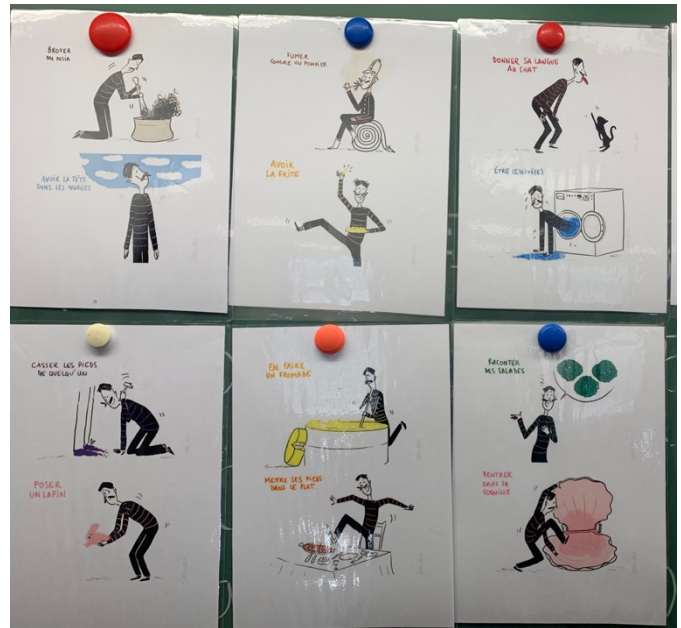 BROYER
DU NOIR
AVOIR LA TÊTE
DANS LES NUAGES
FUMER
COMME UN POMPIER
AVOIR
LA FRITE
DONNER SA LANGUE
AU CHAT
ÊTRE LESSIVÉ(E)
CASSER LES PIEDS
DE QUELQU'UN
POSER
UN LAPIN
EN FAIRE
UN FROMAGE
METTRE LES PIEDS
DANS LE PLAT
RACONTER
DES SALADES
RENTRER
DANS SA
COQUILLE